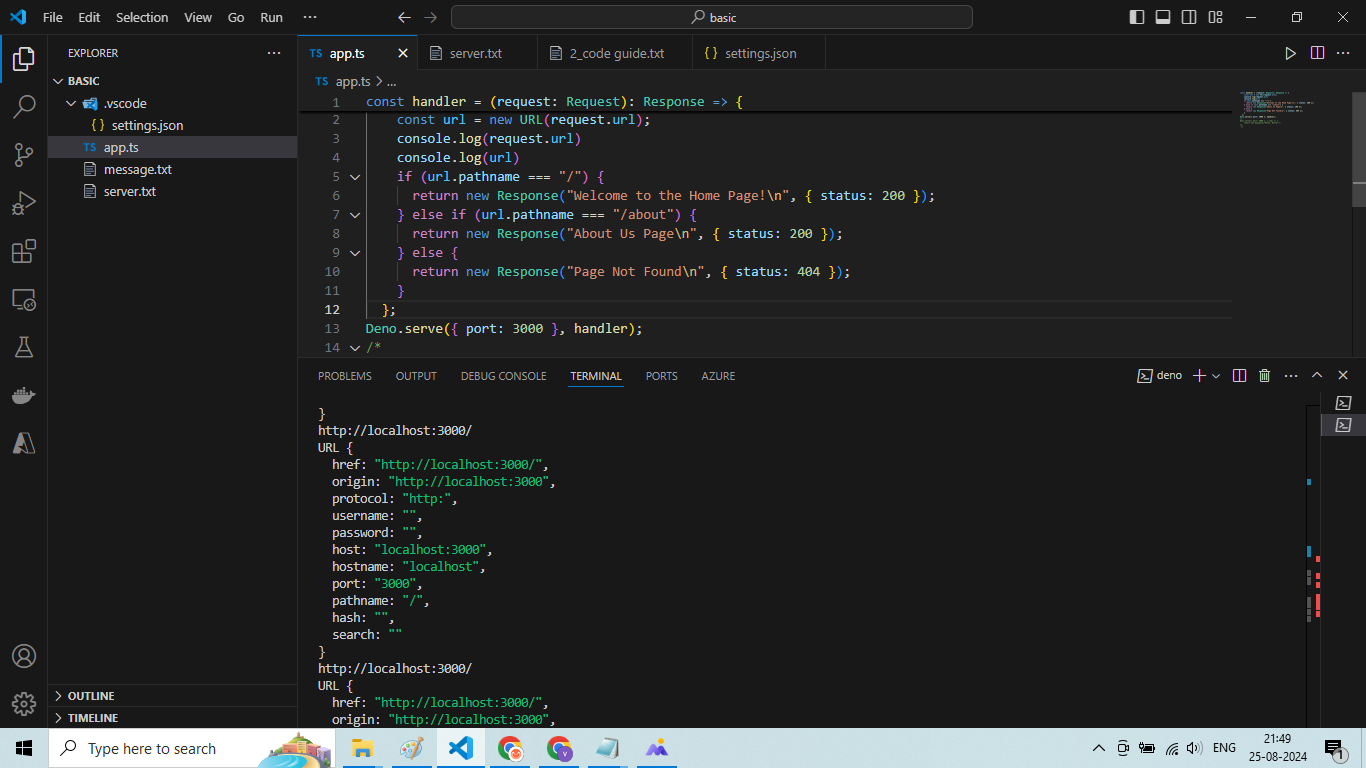 File Edit Selection View Go Run ··· basic
EXPLORER ···
BASIC
.vscode
{ } settings.json
TS app.ts
message.txt
server.txt
OUTLINE
TIMELINE
TS app.ts server.txt 2_code guide.txt { } settings.json
TS app.ts > ...
1 const handler = (request: Request): Response => {
2 const url = new URL(request.url);
3 console.log(request.url)
4 console.log(url)
5 if (url.pathname === "/") {
6 return new Response("Welcome to the Home Page!\n", { status: 200 });
7 } else if (url.pathname === "/about") {
8 return new Response("About Us Page\n", { status: 200 });
9 } else {
10 return new Response("Page Not Found\n", { status: 404 });
11 }
12 };
13 Deno.serve({ port: 3000 }, handler);
14 /*
PROBLEMS OUTPUT DEBUG CONSOLE TERMINAL PORTS AZURE deno
}
http://localhost:3000/
URL {
href: "http://localhost:3000/",
origin: "http://localhost:3000",
protocol: "http:",
username: "",
password: "",
host: "localhost:3000",
hostname: "localhost",
port: "3000",
pathname: "/",
hash: "",
search: ""
}
http://localhost:3000/
URL {
href: "http://localhost:3000/",
origin: "http://localhost:3000",
Type here to search
ENG
21:49
25-08-2024
1